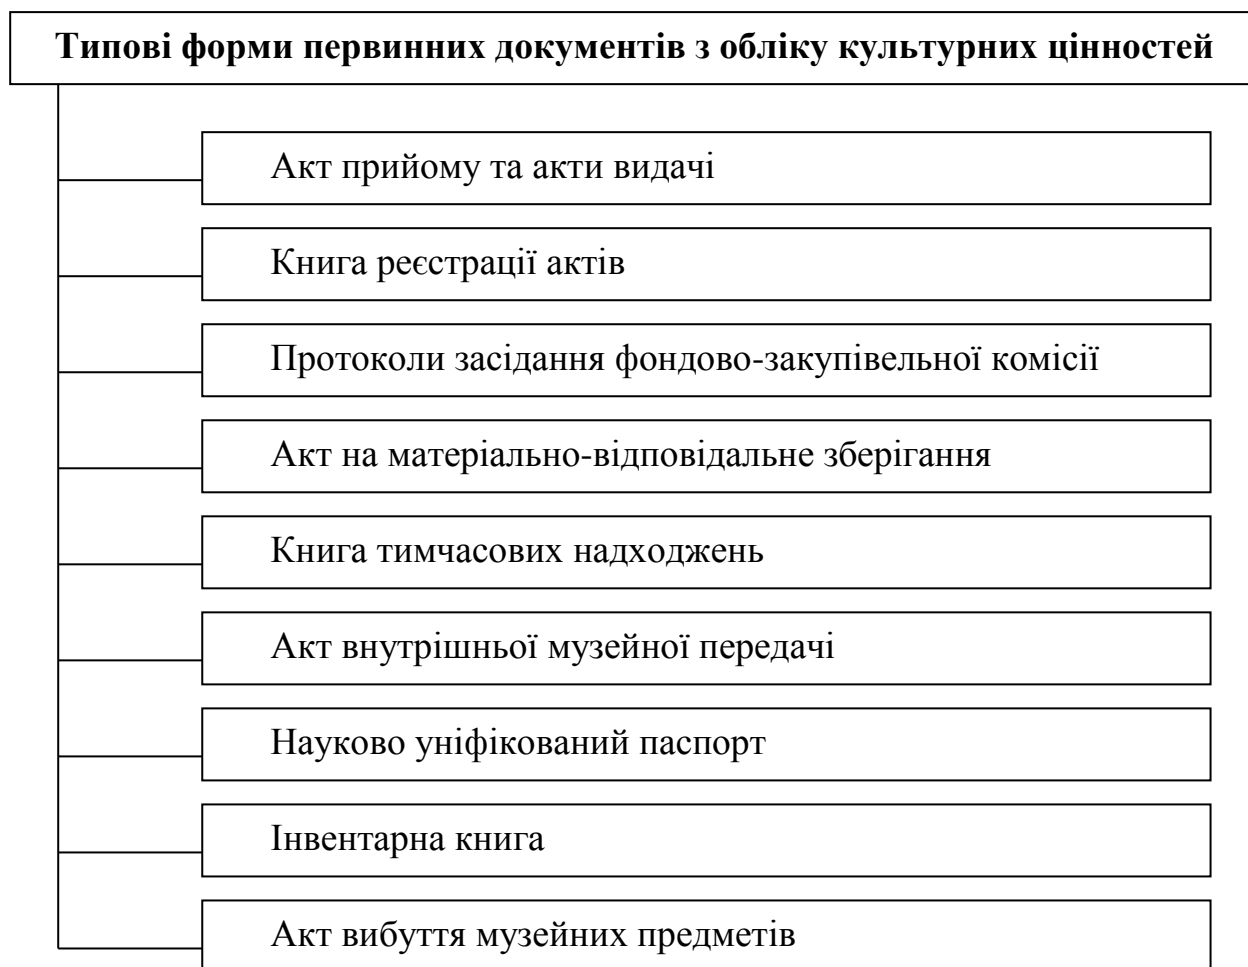 Типові форми первинних документів з обліку культурних цінностей
Акт прийому та акти видачі
Книга реєстрації актів
Протоколи засідання фондово-закупівельної комісії
Акт на матеріально-відповідальне зберігання
Книга тимчасових надходжень
Акт внутрішньої музейної передачі
Науково уніфікований паспорт
Інвентарна книга
Акт вибуття музейних предметів